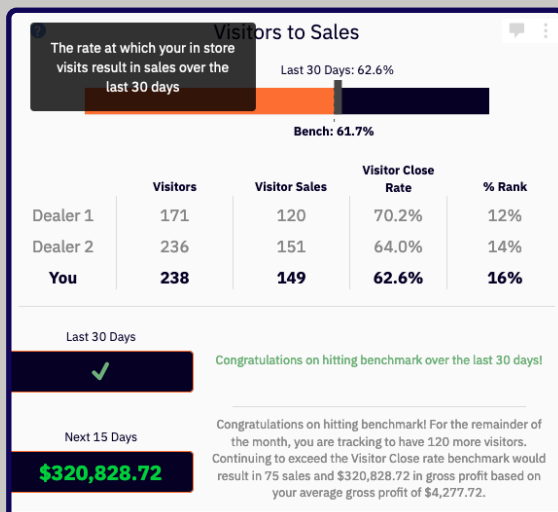 Visitors to Sales
The rate at which your in store
visits result in sales over the
last 30 days
Last 30 Days: 62.6%
Bench: 61.7%
Visitors Visitor Sales Visitor Close Rate % Rank
Dealer 1 171 120 70.2% 12%
Dealer 2 236 151 64.0% 14%
You 238 149 62.6% 16%
Last 30 Days
Congratulations on hitting benchmark over the last 30 days!
Next 15 Days
$320,828.72
Congratulations on hitting benchmark! For the remainder of
the month, you are tracking to have 120 more visitors.
Continuing to exceed the Visitor Close rate benchmark would
result in 75 sales and $320,828.72 in gross profit based on
your average gross profit of $4,277.72.